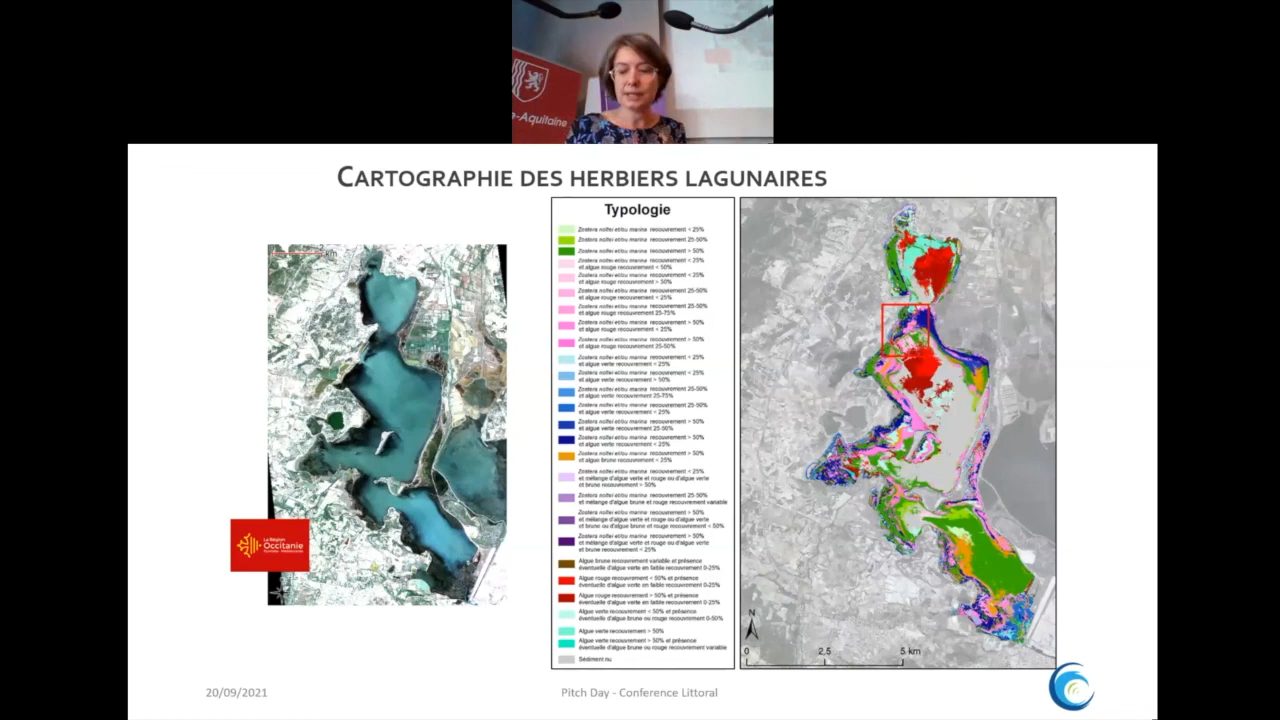 e-Aquitaine
CARTOGRAPHIE DES HERBIERS LAGUNAIRES
km
La Région
Occitanie
Pyrénées - Méditerranée
Typologie
Zostera noltei et/ou marina recouvrement < 25%
Zostera noltei et/ou marina recouvrement 25-50%
Zostera noltei et/ou marina recouvrement > 50%
Zostera noltei et/ou marina recouvrement < 25%
et algue rouge recouvrement < 50%
Zostera noltei et/ou marina recouvrement < 25%
et algue rouge recouvrement > 50%
Zostera noltei et/ou marina recouvrement 25-50%
et algue rouge recouvrement < 25%
Zostera noltei et/ou marina recouvrement 25-50%
et algue rouge recouvrement 25-75%
Zostera noltei et/ou marina recouvrement > 50%
et algue rouge recouvrement < 25%
Zostera noltei et/ou marina recouvrement > 50%
et algue rouge recouvrement 25-50%
Zostera noltei et/ou marina recouvrement < 25%
et algue verte recouvrement < 25%
Zostera noltei et/ou marina recouvrement < 25%
et algue verte recouvrement > 50%
Zostera noltei et/ou marina recouvrement 25-50%
et algue verte recouvrement 25-75%
Zostera noltei et/ou marina recouvrement 25-50%
et algue verte recouvrement < 25%
Zostera noltei et/ou marina recouvrement > 50%
et algue verte recouvrement 25-50%
Zostera noltei et/ou marina recouvrement > 50%
et algue verte recouvrement < 25%
Zostera noltei et/ou marina recouvrement > 50%
et algue brune recouvrement < 25%
Zostera noltei et/ou marina recouvrement < 25%
et mélange d'algue verte et rouge ou d'algue verte
et brune recouvrement > 50%
Zostera noltei et/ou marina recouvrement 25-50%
et mélange d'algue brune et rouge recouvrement variable
Zostera noltei et/ou marina recouvrement > 50%
et mélange d'algue verte et rouge ou d'algue verte
et brune ou d'algue brune et rouge recouvrement < 50%
Zostera noltei et/ou marina recouvrement > 50%
et mélange d'algue verte et rouge ou d'algue verte
et brune recouvrement < 25%
Algue brune recouvrement variable et présence
éventuelle d'algue verte en faible recouvrement 0-25%
Algue rouge recouvrement < 50% et présence
éventuelle d'algue verte en faible recouvrement 0-25%
Algue rouge recouvrement > 50% et présence
éventuelle d'algue verte en faible recouvrement 0-25%
Algue verte recouvrement < 50% et présence
éventuelle d'algue brune ou rouge recouvrement 0-50%
Algue verte recouvrement > 50%
Algue verte recouvrement > 50% et présence
éventuelle d'algue brune ou rouge recouvrement variable
Sédiment nu
N
0 2.5 5 km
20/09/2021
Pitch Day - Conference Littoral